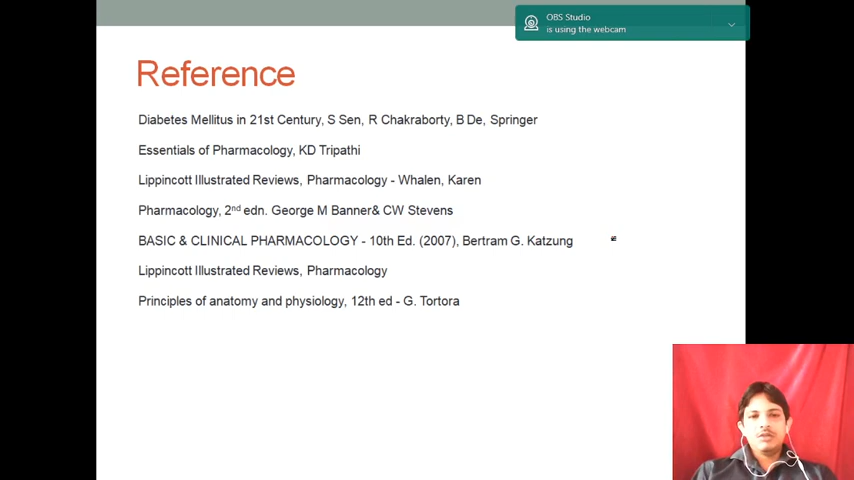 OBS Studio
is using the webcam
Reference
Diabetes Mellitus in 21st Century, S Sen, R Chakraborty, B De, Springer
Essentials of Pharmacology, KD Tripathi
Lippincott Illustrated Reviews, Pharmacology - Whalen, Karen
Pharmacology, 2nd edn. George M Banner& CW Stevens
BASIC & CLINICAL PHARMACOLOGY - 10th Ed. (2007), Bertram G. Katzung
Lippincott Illustrated Reviews, Pharmacology
Principles of anatomy and physiology, 12th ed - G. Tortora